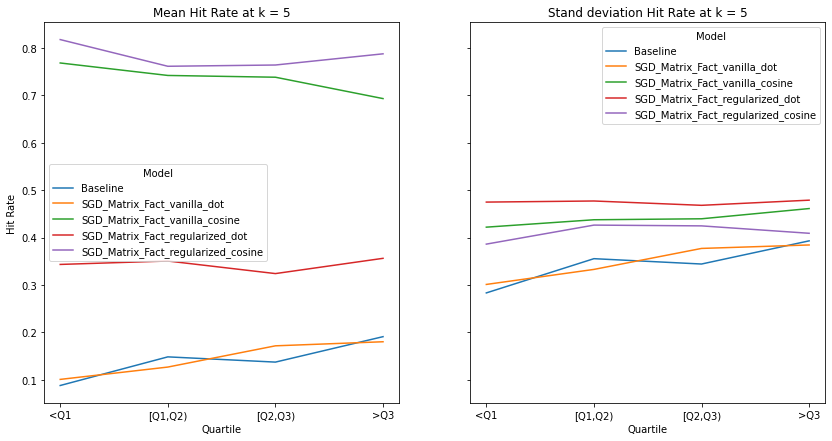 Mean Hit Rate at k = 5
Hit Rate
0.8
0.7
0.6
0.5
0.4
0.3
0.2
0.1
Model
Baseline
SGD_Matrix_Fact_vanilla_dot
SGD_Matrix_Fact_vanilla_cosine
SGD_Matrix_Fact_regularized_dot
SGD_Matrix_Fact_regularized_cosine
<Q1
[Q1,Q2)
[Q2,Q3)
>Q3
Quartile
Stand deviation Hit Rate at k = 5
Model
Baseline
SGD_Matrix_Fact_vanilla_dot
SGD_Matrix_Fact_vanilla_cosine
SGD_Matrix_Fact_regularized_dot
SGD_Matrix_Fact_regularized_cosine
<Q1
[Q1,Q2)
[Q2,Q3)
>Q3
Quartile